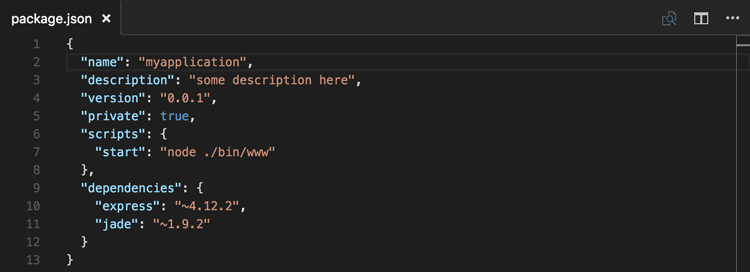 package.json ×
1 {
2 "name": "myapplication",
3 "description": "some description here",
4 "version": "0.0.1",
5 "private": true,
6 "scripts": {
7 "start": "node ./bin/www"
8 },
9 "dependencies": {
10 "express": "~4.12.2",
11 "jade": "~1.9.2"
12 }
13 }